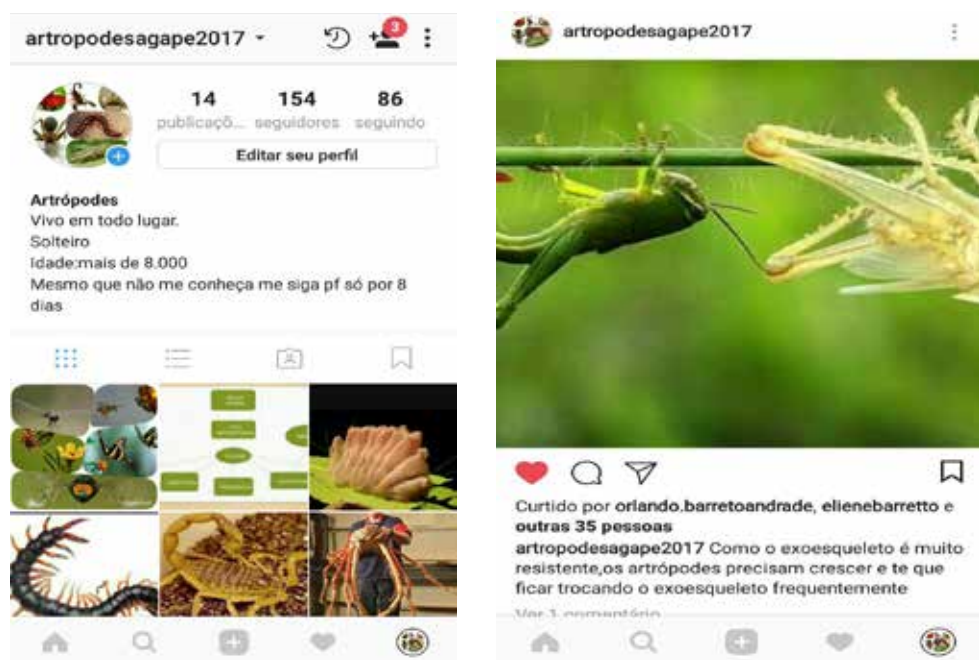 artropodesagape2017
3
14 154 86
publicaçõ... seguidores seguindo
Editar seu perfil
Artrópodes
Vivo em todo lugar.
Solteiro
Idade:mais de 8.000
Mesmo que não me conheça me siga pf só por 8
dias
artropodesagape2017
Curtido por orlando.barretoandrade, elienebarretto e
outras 35 pessoas
artropodesagape2017 Como o exoesqueleto é muito
resistente,os artrópodes precisam crescer e te que
ficar trocando o exoesqueleto frequentemente
Ver 1 comentário